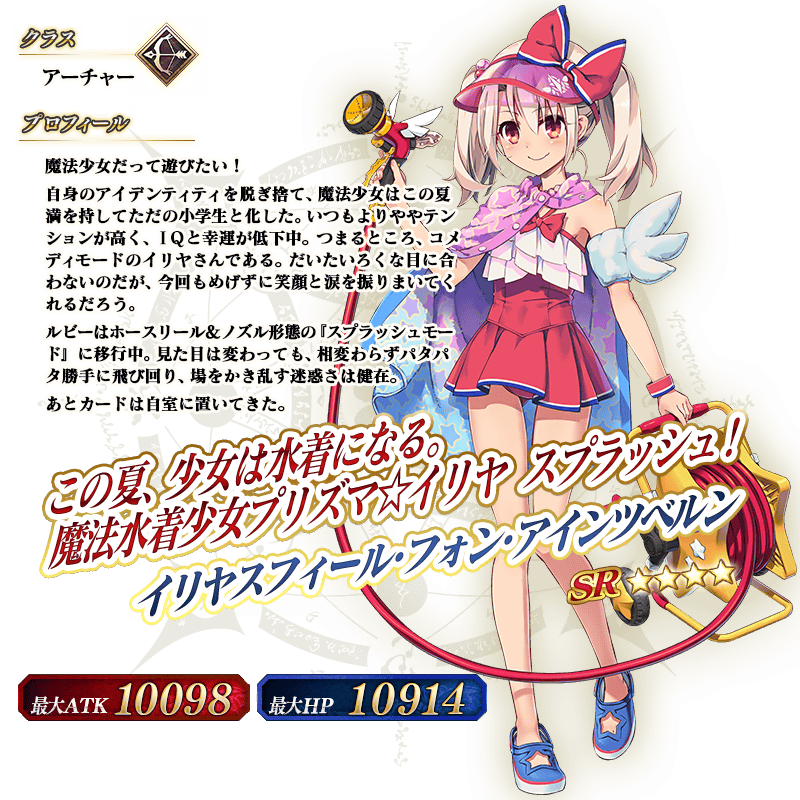 クラス
アーチャー
プロフィール
魔法少女だって遊びたい！
自身のアイデンティティを脱ぎ捨て、魔法少女はこの夏
満を持してただの小学生と化した。いつもよりややテン
ションが高く、ＩＱと幸運が低下中。つまるところ、コメ
ディモードのイリヤさんである。だいたいろくな目に合
わないのだが、今回もめげずに笑顔と涙を振りまいてく
れるだろう。
ルビーはホースリール＆ノズル形態の『スプラッシュモー
ド』に移行中。見た目は変わっても、相変わらずパタパ
タ勝手に飛び回り、場をかき乱す迷惑さは健在。
あとカードは自室に置いてきた。
この夏、少女は水着になる。
魔法水着少女プリズマ☆イリヤ スプラッシュ！
イリヤスフィール・フォン・アインツベルン
SR
最大ATK 10098
最大HP 10914